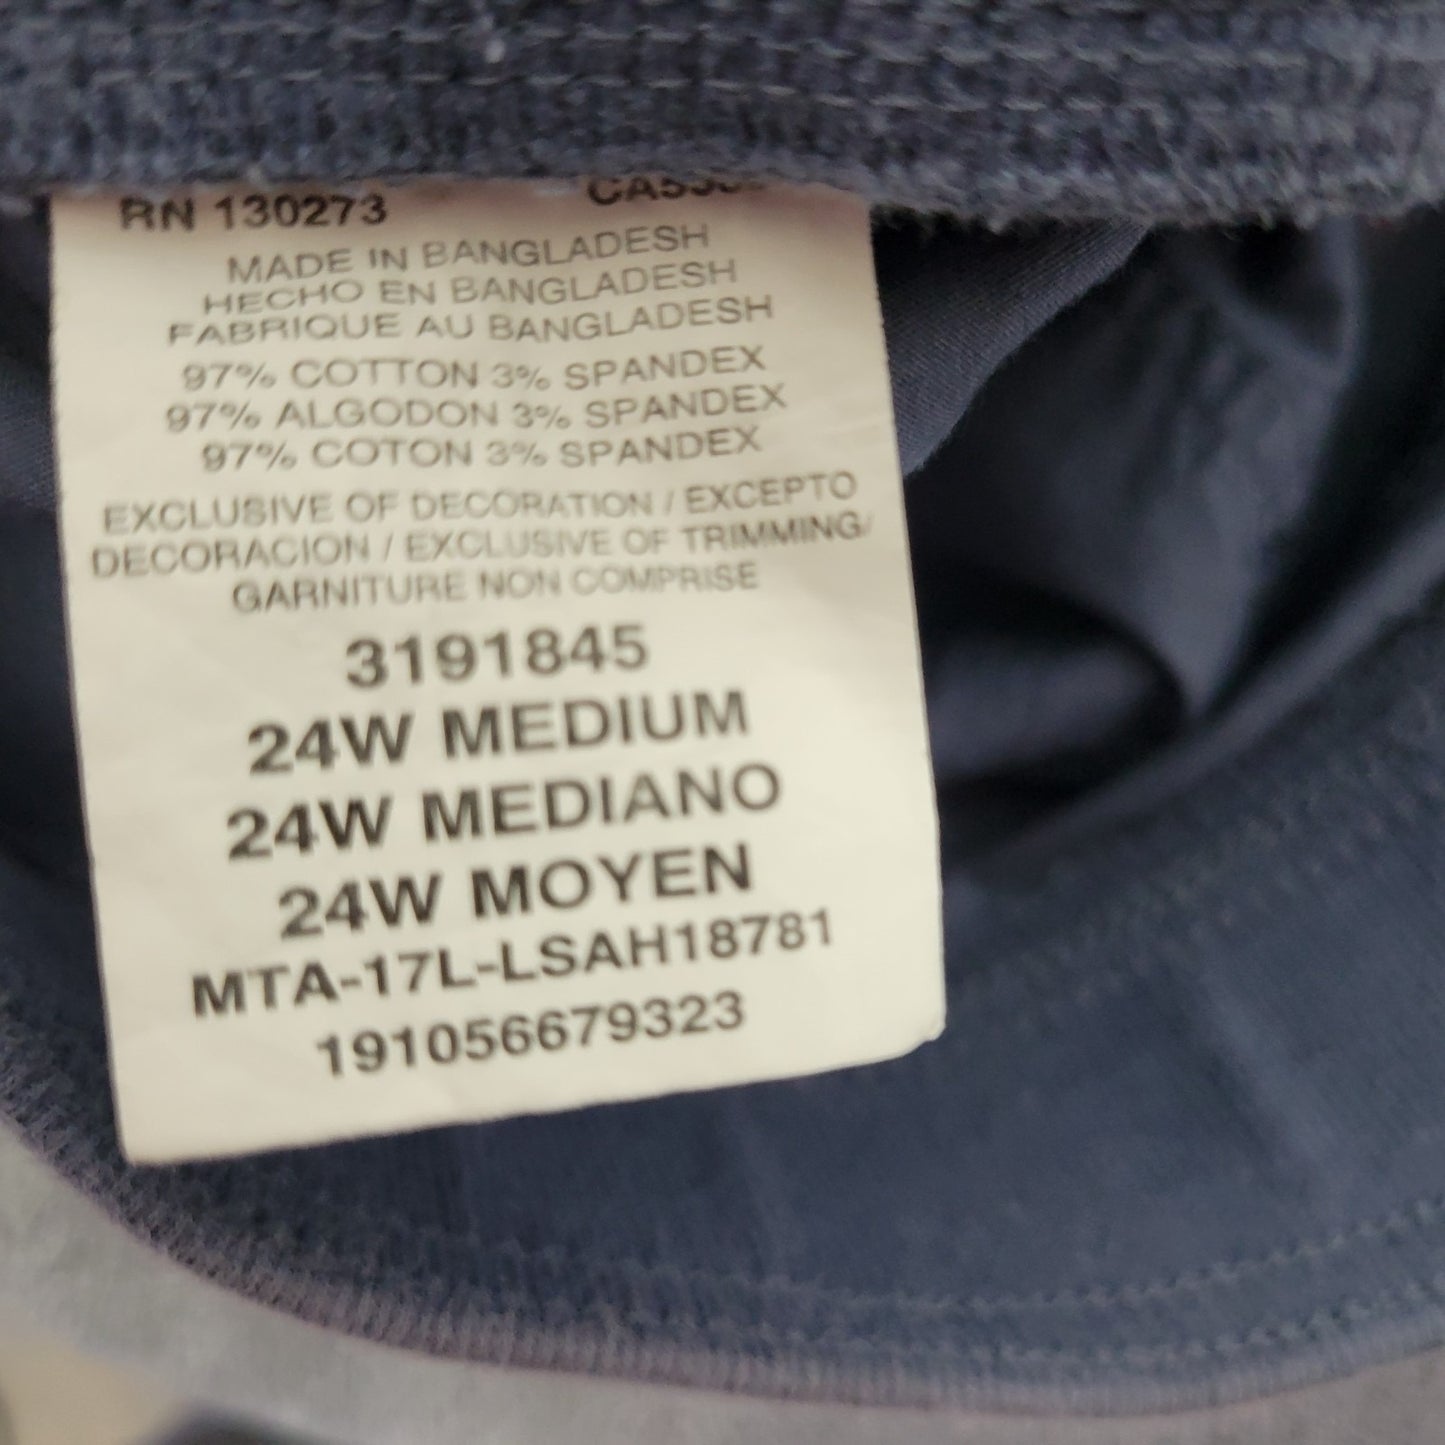 RN 130273
MADE IN BANGLADESH
HECHO EN BANGLADESH
FABRIQUE AU BANGLADESH
97% COTTON 3% SPANDEX
97% ALGODON 3% SPANDEX
97% COTON 3% SPANDEX
EXCLUSIVE OF DECORATION / EXCEPTO
DECORACION / EXCLUSIVE OF TRIMMING/
GARNITURE NON COMPRISE
3191845
24W MEDIUM
24W MEDIANO
24W MOYEN
MTA-17L-LSAH18781
191056679323